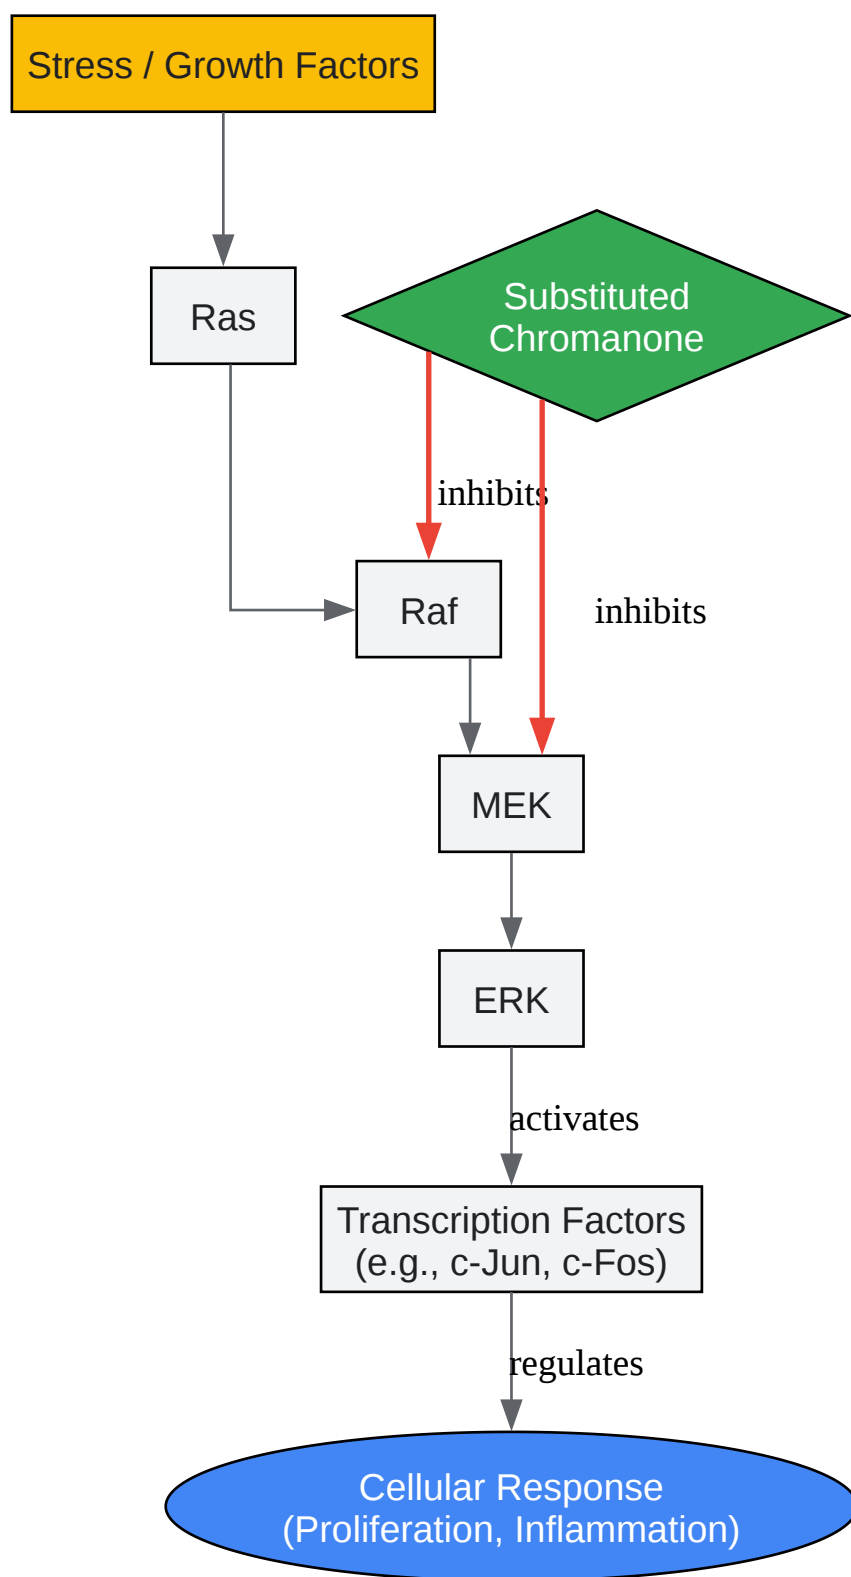 Stress / Growth Factors
Ras
Substituted
Chromanone
inhibits
Raf
inhibits
MEK
ERK
activates
Transcription Factors
(e.g., c-Jun, c-Fos)
regulates
Cellular Response
(Proliferation, Inflammation)